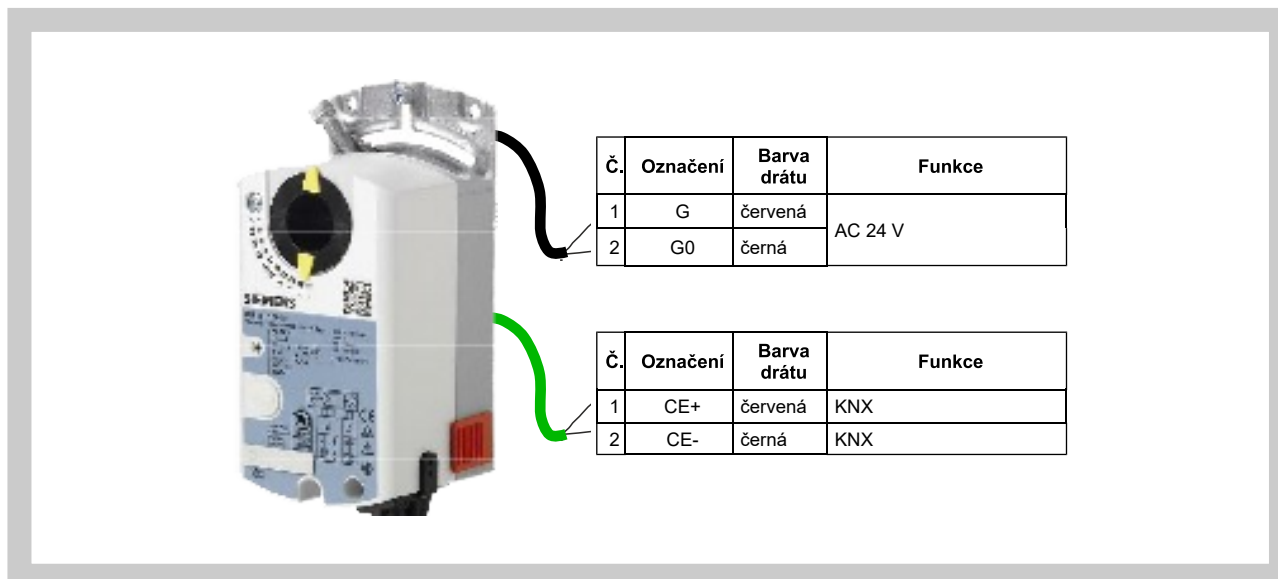 Č. Označení Barva drátu Funkce
1 G červená AC 24 V
2 G0 černá
SIEMENS
Č. Označení Barva drátu Funkce
1 CE+ červená KNX
2 CE- černá KNX